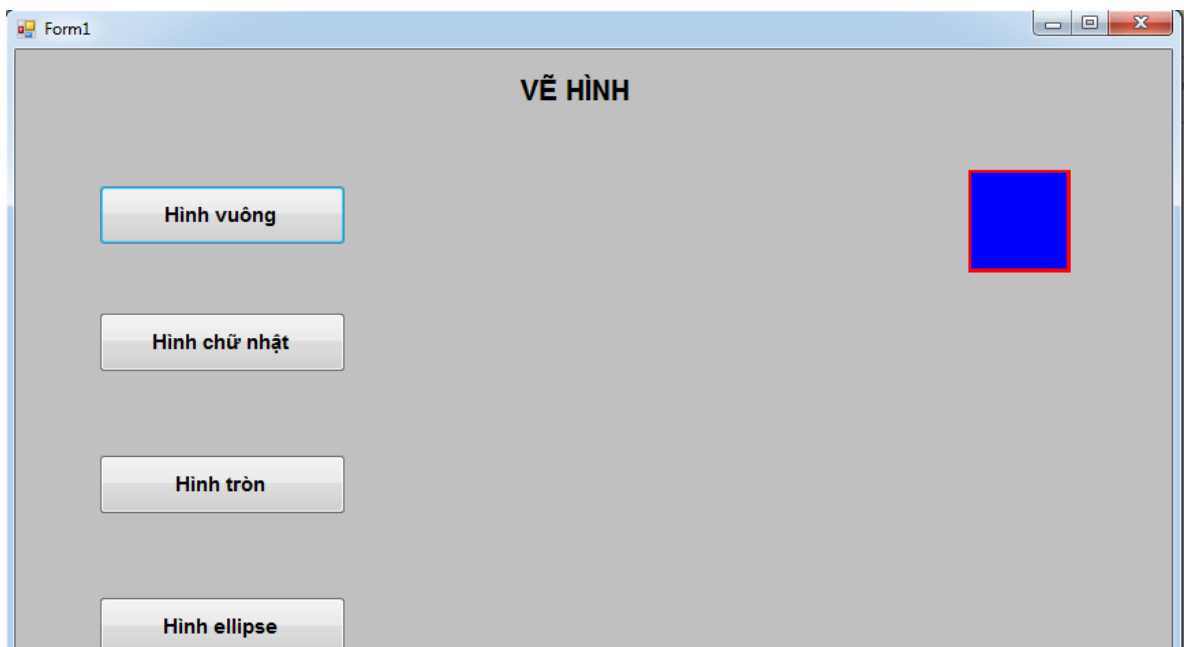 Form1
VẼ HÌNH
Hình vuông
Hình chữ nhật
Hình tròn
Hình ellipse